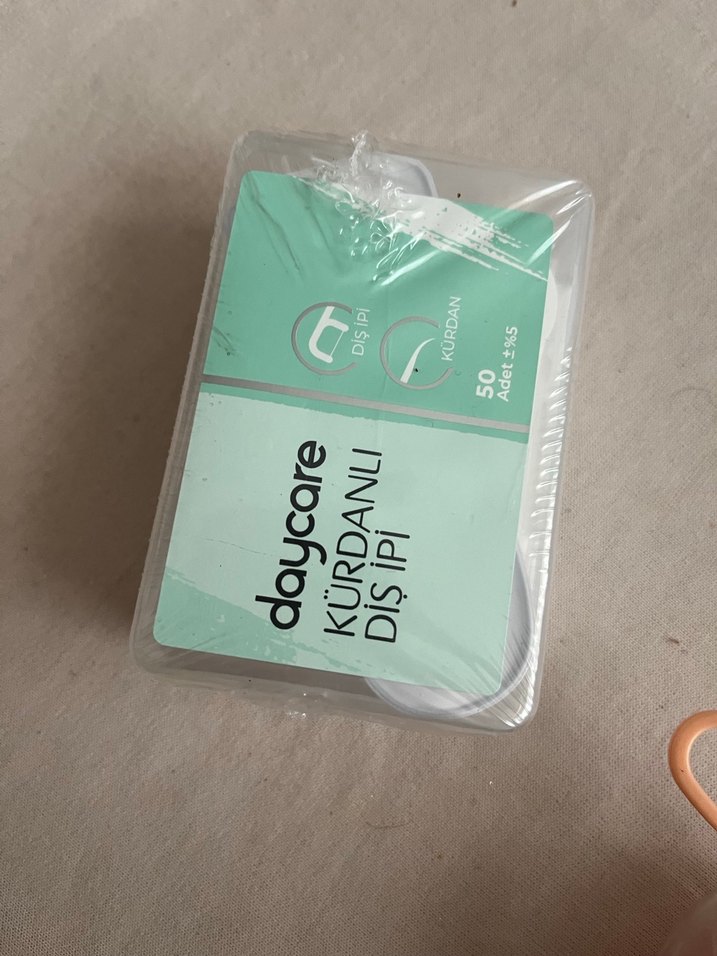 daycare
KÜRDANLI
DİŞ İPİ
DİŞ İPİ
KÜRDAN
50
Adet ±%5